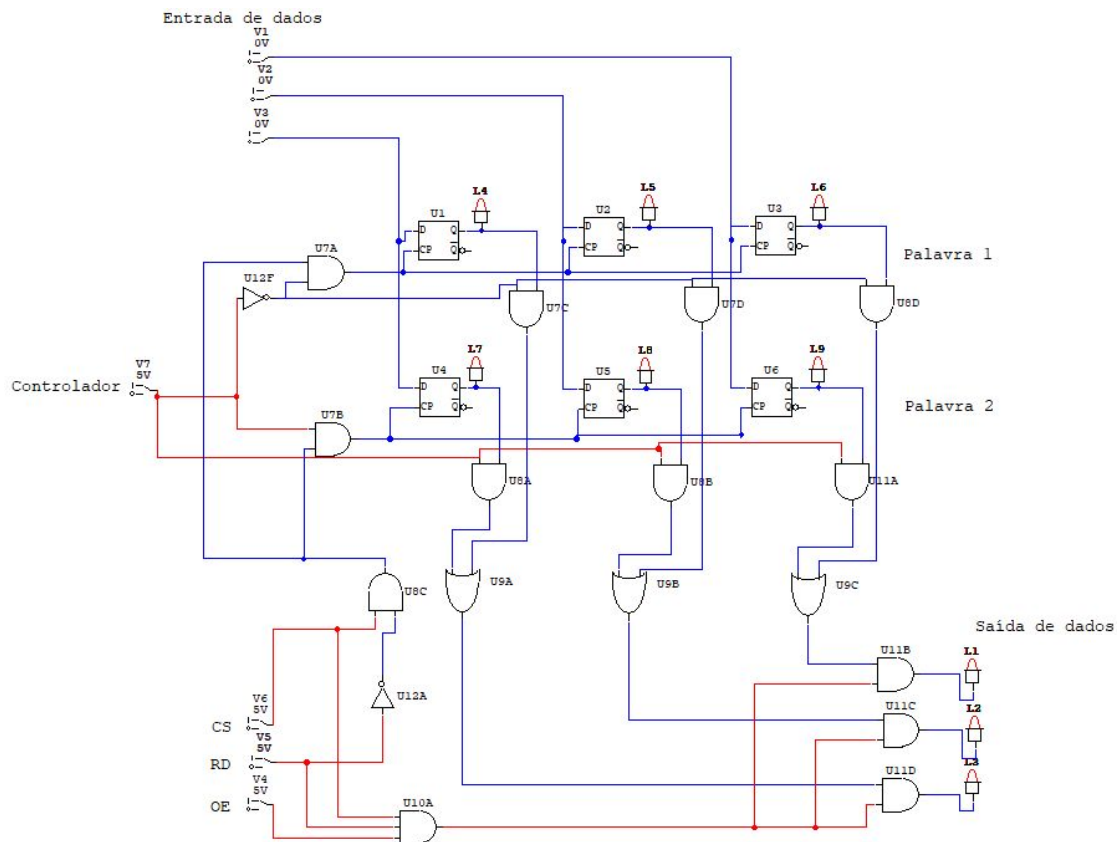 Entrada de dados
V1
0V
V2
0V
V3
0V
L4
L5
L6
U1
D Q
CP Q
U2
D Q
CP Q
U3
D Q
CP Q
Palavra 1
U7A
U12F
U7C
U7D
U8D
L7
L8
L9
V7
5V
Controlador
U4
D Q
CP Q
U5
D Q
CP Q
U6
D Q
CP Q
Palavra 2
U7B
U8A
U8B
U11A
U8C
U9A
U9B
U9C
Saída de dados
U11B
L1
U12A
V6
5V
CS
U11C
L2
V5
5V
RD
U11D
L3
V4
5V
OE
U10A